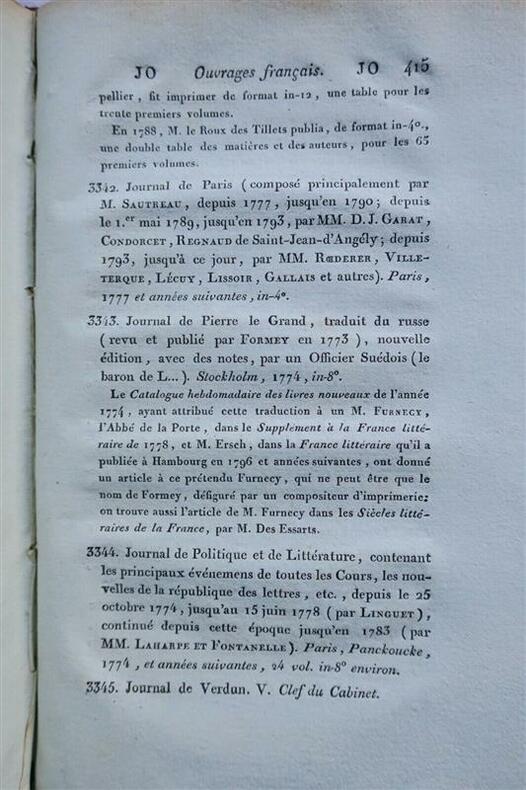 JO Ouvrages français. JO 415
pellier, fit imprimer de format in-12, une table pour les
trente premiers volumes.
En 1788, M. le Roux des Tillets publia, de format in-4º.,
une double table des matières et des auteurs, pour les 63
premiers volumes.
3342. Journal de Paris (composé principalement par
M. SAUTREAU, depuis 1777, jusqu'en 1790; depuis
le 1.er mai 1789, jusqu'en 1793, par MM. D. J. GARAT,
CONDORCET, REGNAUD de Saint-Jean-d'Angély; depuis
1793, jusqu'à ce jour, par MM. RŒDERER, VILLE-
TERQUE, LÉCUY, LISSOIR, GALLAIS et autres). Paris,
1777 et années suivantes, in-4º.
3343. Journal de Pierre le Grand, traduit du russe
(revu et publié par FORMEY en 1773), nouvelle
édition, avec des notes, par un Officier Suédois (le
baron de L...). Stockholm, 1774, in-8º.
Le Catalogue hebdomadaire des livres nouveaux de l'année
1774, ayant attribué cette traduction à un M. FURNECY,
l'Abbé de la Porte, dans le Supplément à la France litté-
raire de 1778, et M. Ersch, dans la France littéraire qu'il a
publiée à Hambourg en 1796 et années suivantes, ont donné
un article à ce prétendu Furnecy, qui ne peut être que le
nom de Formey, défiguré par un compositeur d'imprimerie;
on trouve aussi l'article de M. Furnecy dans les Siècles litté-
raires de la France, par M. Des Essarts.
3344. Journal de Politique et de Littérature, contenant
les principaux événemens de toutes les Cours, les nou-
velles de la république des lettres, etc., depuis le 25
octobre 1774, jusqu'au 15 juin 1778 (par LINGUET),
continué depuis cette époque jusqu'en 1783 (par
MM. LAHARPE ET FONTANELLE). Paris, Panckoucke,
1774, et années suivantes, 24 vol. in-8º environ.
3345. Journal de Verdun. V. Clef du Cabinet.